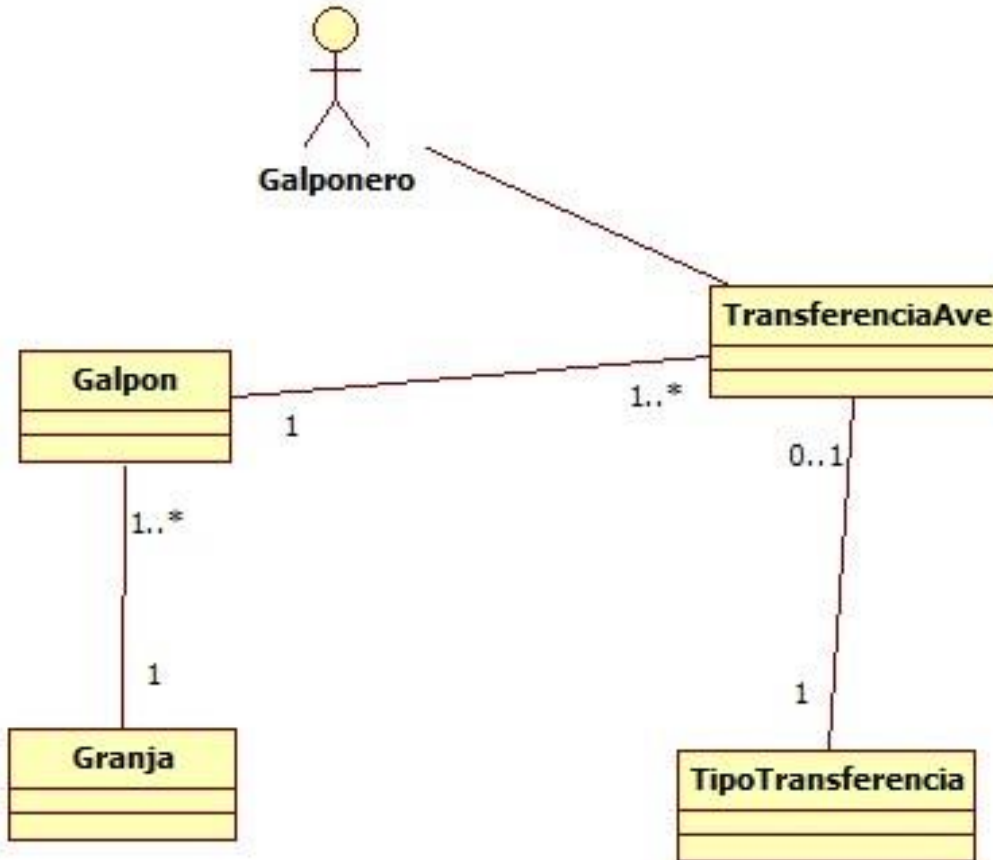 Galponero
TransferenciaAve
Galpon
1
1..*
0..1
1..*
1
1
Granja
TipoTransferencia